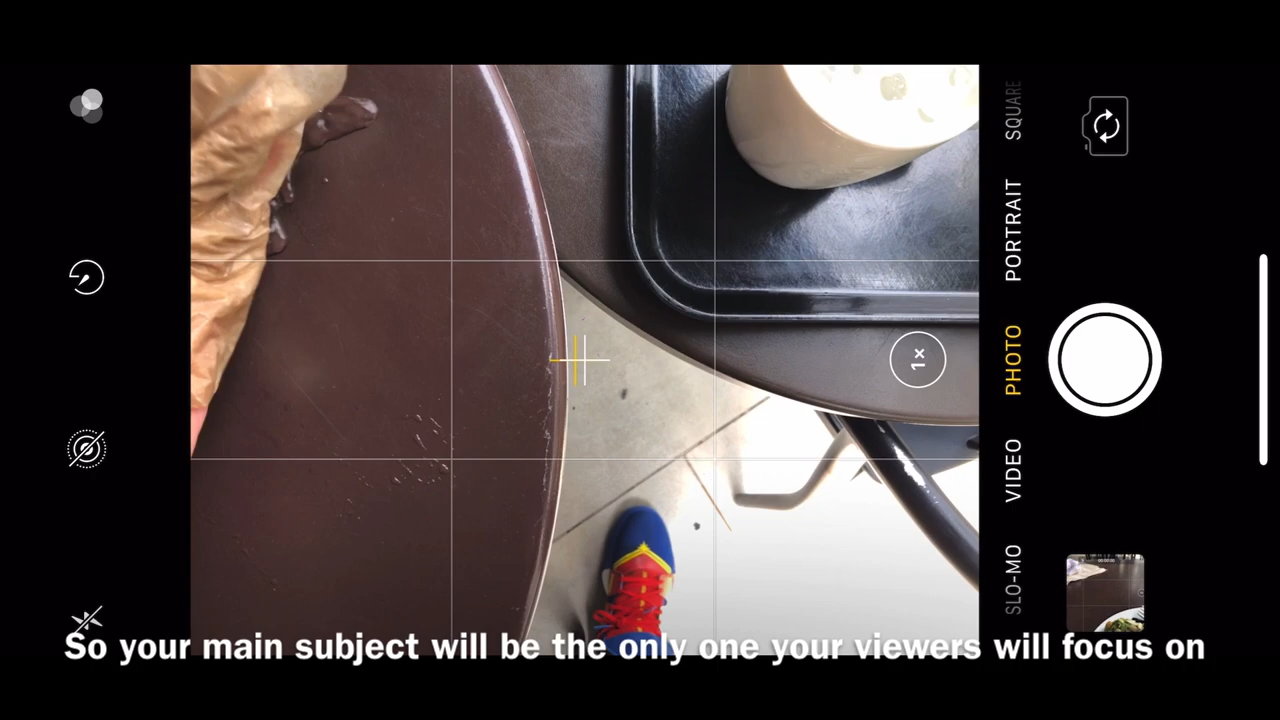 SQUARE
PORTRAIT
1×
PHOTO
VIDEO
SLO-MO
So your main subject will be the only one your viewers will focus on